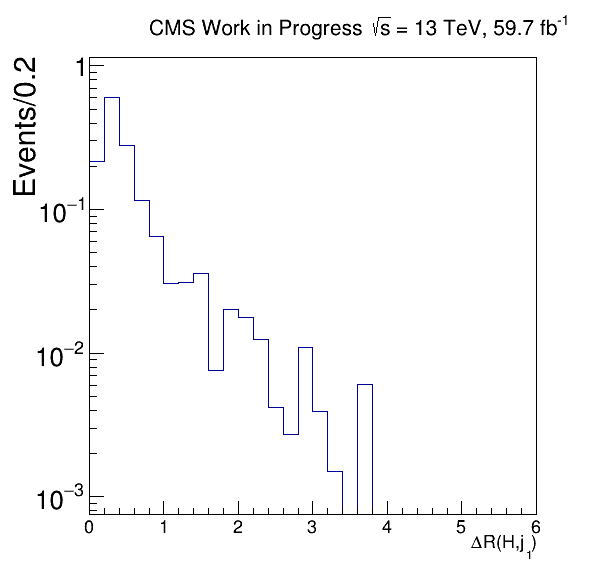 CMS Work in Progress √s = 13 TeV, 59.7 fb⁻¹
Events/0.2
1
10⁻¹
10⁻²
10⁻³
0 1 2 3 4 5 6
ΔR(H,j₁)